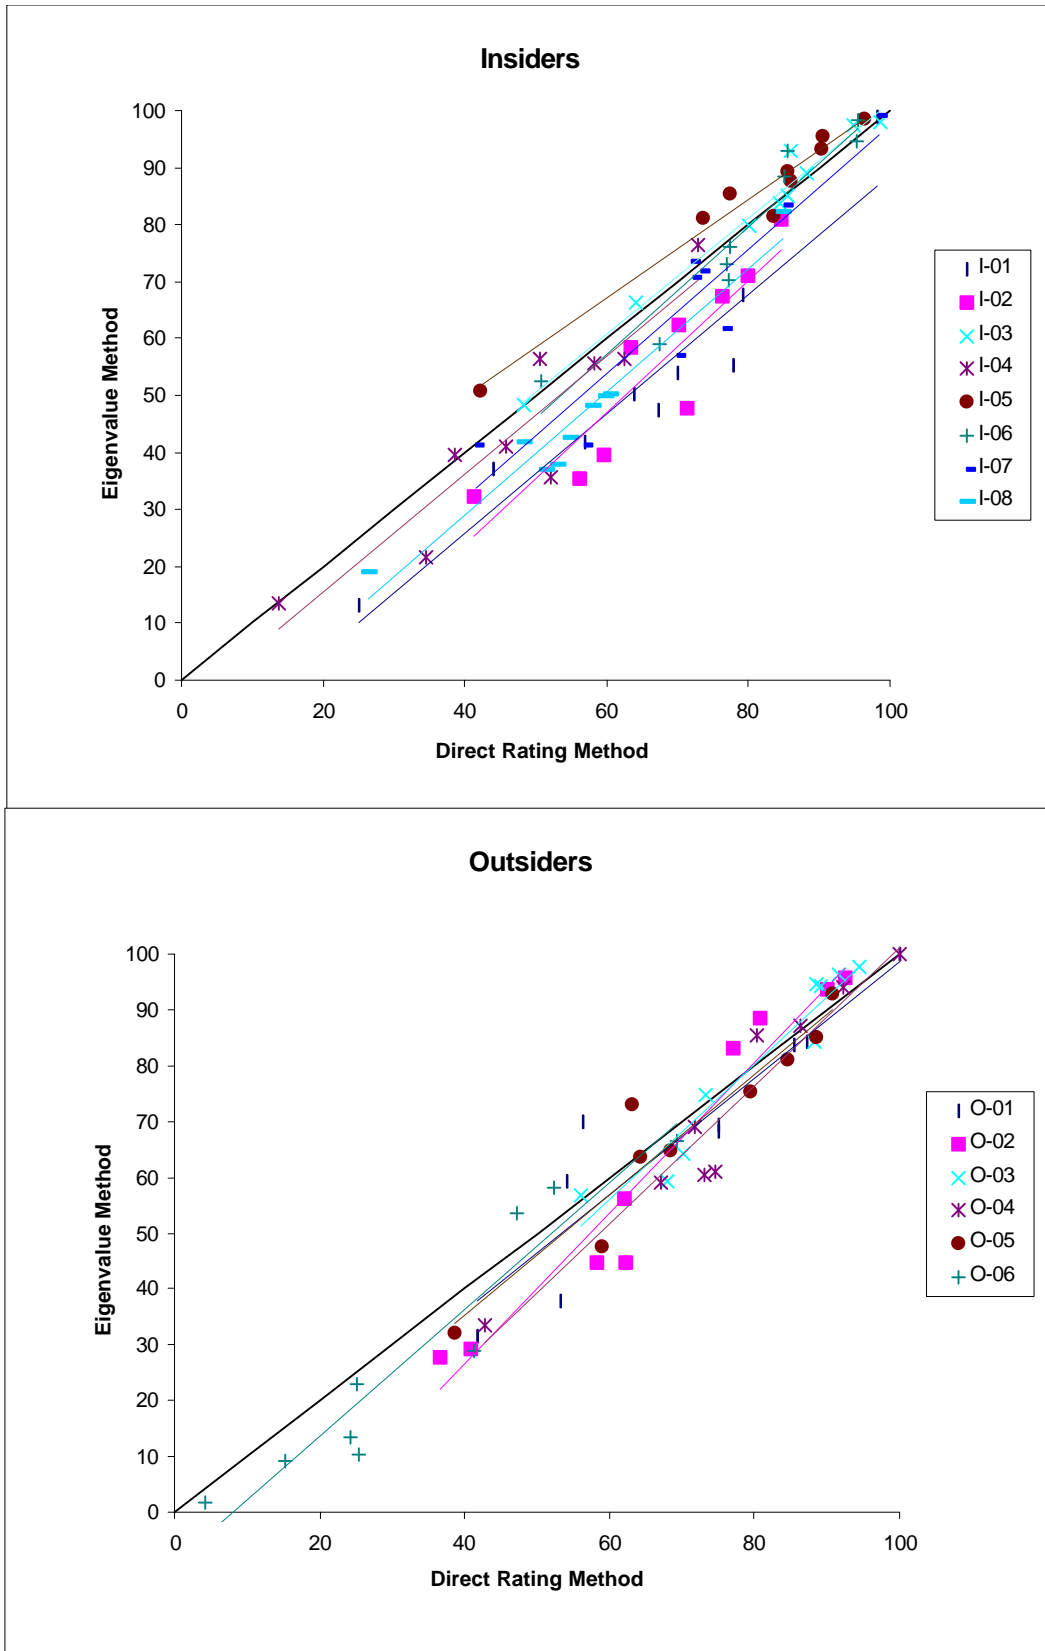 Insiders
100
90
80
70
60
50
40
30
20
10
0
0 20 40 60 80 100
Eigenvalue Method
Direct Rating Method
I-01
I-02
I-03
I-04
I-05
I-06
I-07
I-08
Outsiders
100
90
80
70
60
50
40
30
20
10
0
0 20 40 60 80 100
Eigenvalue Method
Direct Rating Method
O-01
O-02
O-03
O-04
O-05
O-06